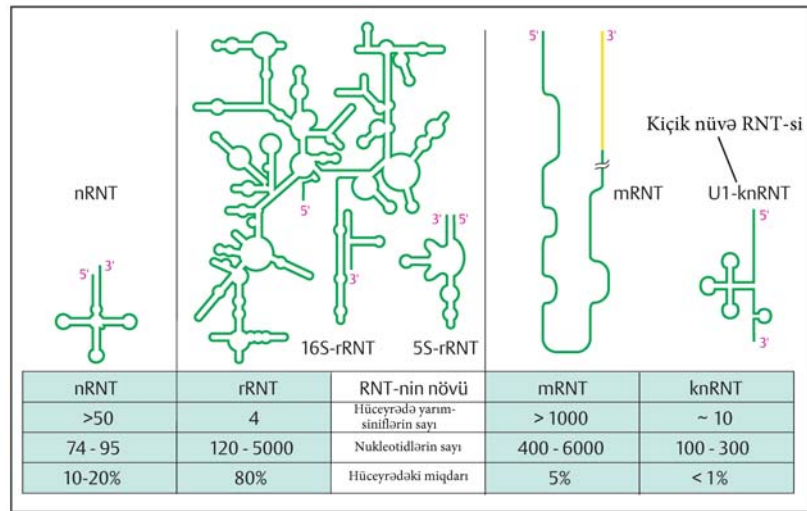 5'
3'
Kiçik nüvə RNT-si
nRNT
mRNT
U1-knRNT
5'
3'
5'
5'
3'
3'
5'
3'
16S-rRNT
5S-rRNT
nRNT rRNT RNT-nin növü mRNT knRNT
>50 4 Hüceyrədə yarım-
siniflərin sayı > 1000 ~ 10
74 - 95 120 - 5000 Nukleotidlərin sayı 400 - 6000 100 - 300
10-20% 80% Hüceyrədəki miqdarı 5% < 1%